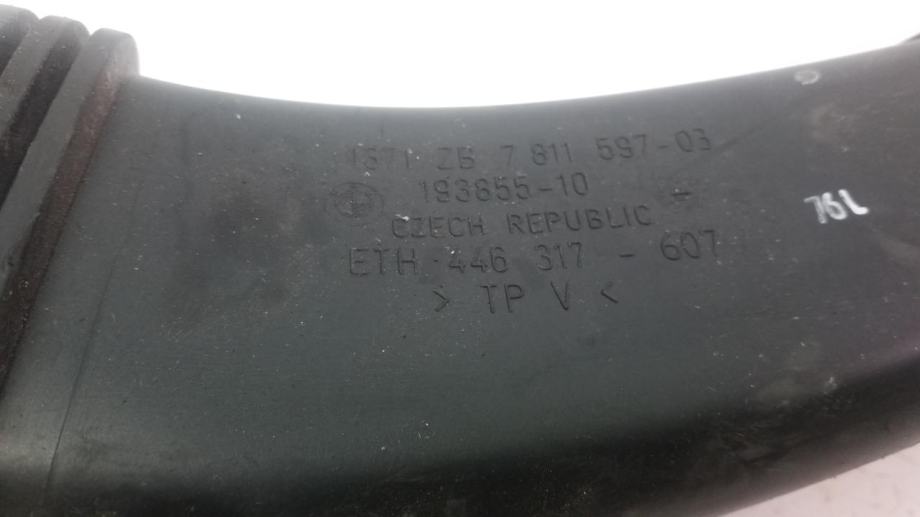 1371 ZB 7 811 597-03
193855-10
CZECH REPUBLIC
ETH 446 317 - 607
> TP V <
76L